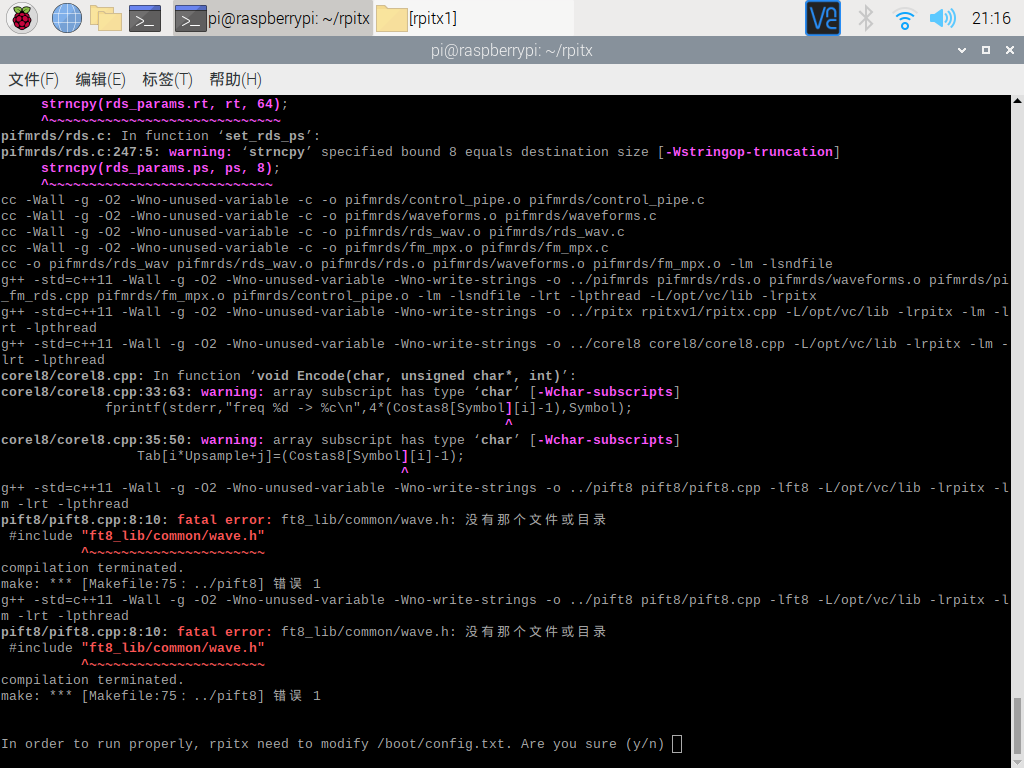 pi@raspberrypi: ~/rpitx
[rpitx1]
21:16
pi@raspberrypi: ~/rpitx
文件(F) 编辑(E) 标签(T) 帮助(H)
strncpy(rds_params.rt, rt, 64);
^~~~~~~~~~~~~~~~~~~~~~~~~~~~~~
pifmrds/rds.c: In function ‘set_rds_ps’:
pifmrds/rds.c:247:5: warning: ‘strncpy’ specified bound 8 equals destination size [-Wstringop-truncation]
strncpy(rds_params.ps, ps, 8);
^~~~~~~~~~~~~~~~~~~~~~~~~~~~~
cc -Wall -g -O2 -Wno-unused-variable -c -o pifmrds/control_pipe.o pifmrds/control_pipe.c
cc -Wall -g -O2 -Wno-unused-variable -c -o pifmrds/waveforms.o pifmrds/waveforms.c
cc -Wall -g -O2 -Wno-unused-variable -c -o pifmrds/rds_wav.o pifmrds/rds_wav.c
cc -Wall -g -O2 -Wno-unused-variable -c -o pifmrds/fm_mpx.o pifmrds/fm_mpx.c
cc -o pifmrds/rds_wav pifmrds/rds_wav.o pifmrds/rds.o pifmrds/waveforms.o pifmrds/fm_mpx.o -lm -lsndfile
g++ -std=c++11 -Wall -g -O2 -Wno-unused-variable -Wno-write-strings -o ../pifmrds pifmrds/rds.o pifmrds/waveforms.o pifmrds/pi
_fm_rds.cpp pifmrds/fm_mpx.o pifmrds/control_pipe.o -lm -lsndfile -lrt -lpthread -L/opt/vc/lib -lrpitx
g++ -std=c++11 -Wall -g -O2 -Wno-unused-variable -Wno-write-strings -o ../rpitx rpitxv1/rpitx.cpp -L/opt/vc/lib -lrpitx -lm -l
rt -lpthread
g++ -std=c++11 -Wall -g -O2 -Wno-unused-variable -Wno-write-strings -o ../corel8 corel8/corel8.cpp -L/opt/vc/lib -lrpitx -lm -
lrt -lpthread
corel8/corel8.cpp: In function ‘void Encode(char, unsigned char*, int)’:
corel8/corel8.cpp:33:63: warning: array subscript has type ‘char’ [-Wchar-subscripts]
fprintf(stderr,"freq %d -> %c\n",4*(Costas8[Symbol][i]-1),Symbol);
^
corel8/corel8.cpp:35:50: warning: array subscript has type ‘char’ [-Wchar-subscripts]
Tab[i*Upsample+j]=(Costas8[Symbol][i]-1);
^
g++ -std=c++11 -Wall -g -O2 -Wno-unused-variable -Wno-write-strings -o ../pift8 pift8/pift8.cpp -lft8 -L/opt/vc/lib -lrpitx -l
m -lrt -lpthread
pift8/pift8.cpp:8:10: fatal error: ft8_lib/common/wave.h: 没有那个文件或目录
#include "ft8_lib/common/wave.h"
^~~~~~~~~~~~~~~~~~~~~~~
compilation terminated.
make: *** [Makefile:75：../pift8] 错误 1
g++ -std=c++11 -Wall -g -O2 -Wno-unused-variable -Wno-write-strings -o ../pift8 pift8/pift8.cpp -lft8 -L/opt/vc/lib -lrpitx -l
m -lrt -lpthread
pift8/pift8.cpp:8:10: fatal error: ft8_lib/common/wave.h: 没有那个文件或目录
#include "ft8_lib/common/wave.h"
^~~~~~~~~~~~~~~~~~~~~~~
compilation terminated.
make: *** [Makefile:75：../pift8] 错误 1
In order to run properly, rpitx need to modify /boot/config.txt. Are you sure (y/n)